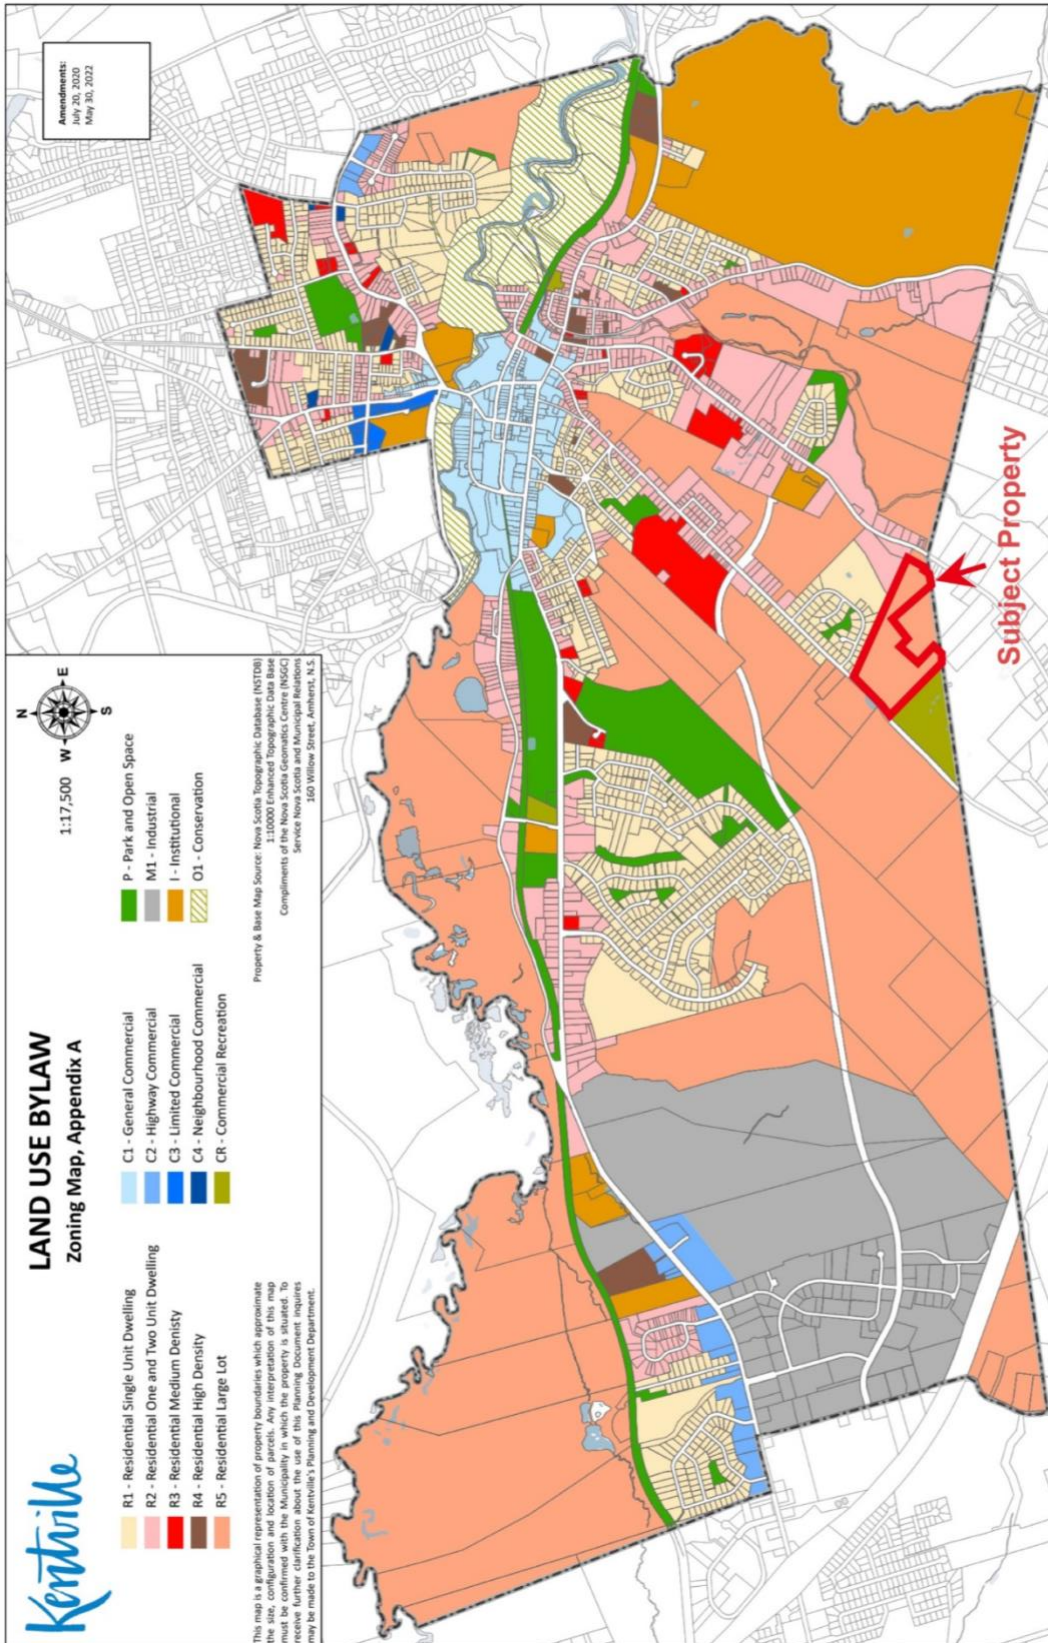 Kentville
LAND USE BYLAW
Zoning Map, Appendix A
1:17,500
N
W
E
S
R1 - Residential Single Unit Dwelling
R2 - Residential One and Two Unit Dwelling
R3 - Residential Medium Denisty
R4 - Residential High Density
R5 - Residential Large Lot
C1 - General Commercial
C2 - Highway Commercial
C3 - Limited Commercial
C4 - Neighbourhood Commercial
CR - Commercial Recreation
P - Park and Open Space
M1 - Industrial
I - Institutional
O1 - Conservation
This map is a graphical representation of property boundaries which approximate
the size, configuration and location of parcels. Any interpretation of this map
must be confirmed with the Municipality in which the property is situated. To
receive further clarification about the use of this Planning Document inquires
may be made to the Town of Kentville's Planning and Development Department.
Property & Base Map Source: Nova Scotia Topographic Database (NSTDB)
1:10000 Enhanced Topographic Data Base
Compliments of the Nova Scotia Geomatics Centre (NSGC)
Service Nova Scotia and Municipal Relations
160 Willow Street, Amherst, N.S.
Amendments:
July 20, 2020
May 30, 2022
Subject Property